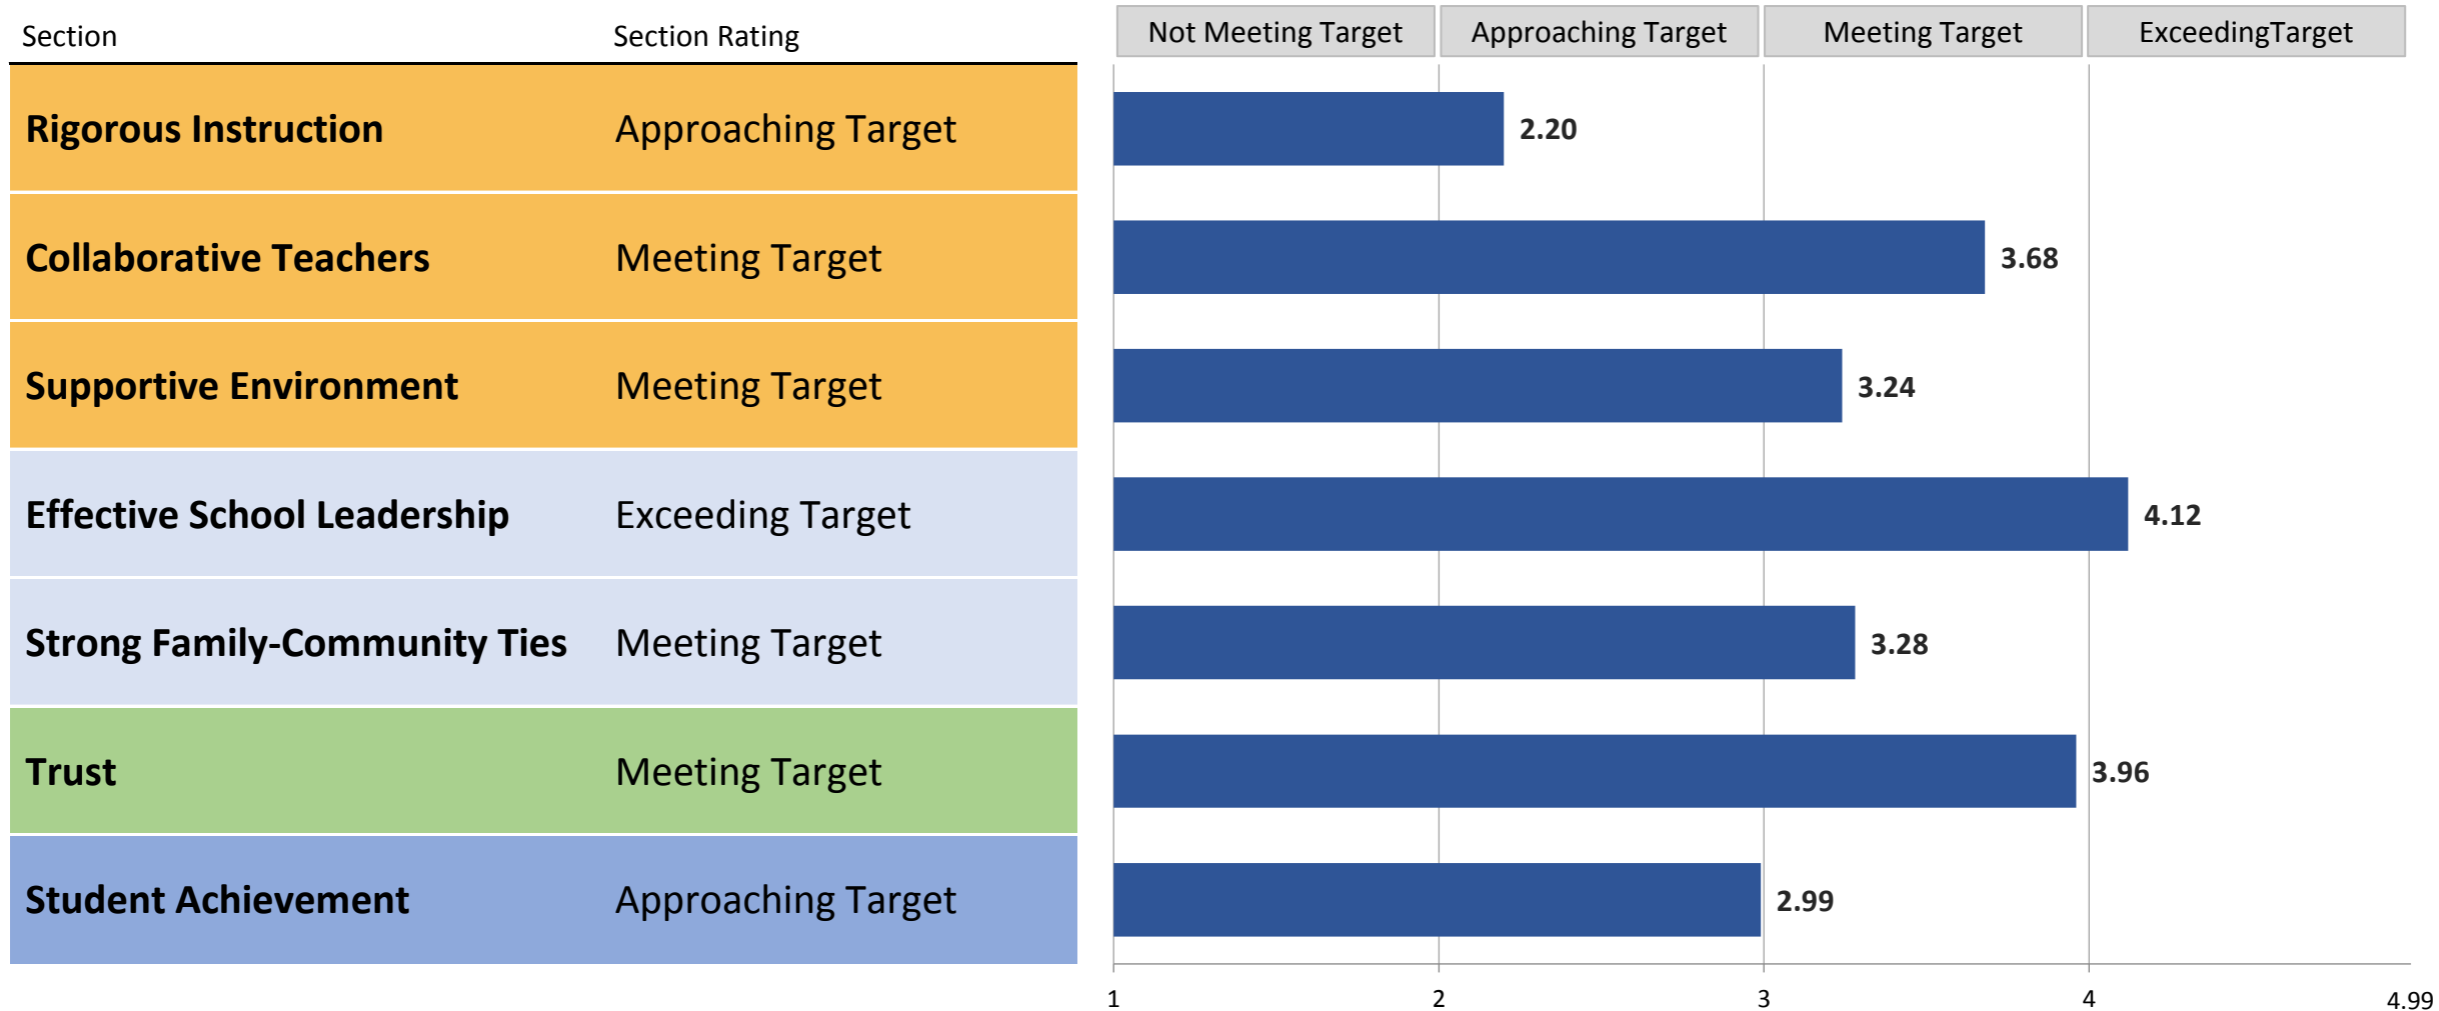 Section Section Rating Not Meeting Target Approaching Target Meeting Target ExceedingTarget
Rigorous Instruction Approaching Target 2.20
Collaborative Teachers Meeting Target 3.68
Supportive Environment Meeting Target 3.24
Effective School Leadership Exceeding Target 4.12
Strong Family-Community Ties Meeting Target 3.28
Trust Meeting Target 3.96
Student Achievement Approaching Target 2.99
1 2 3 4 4.99